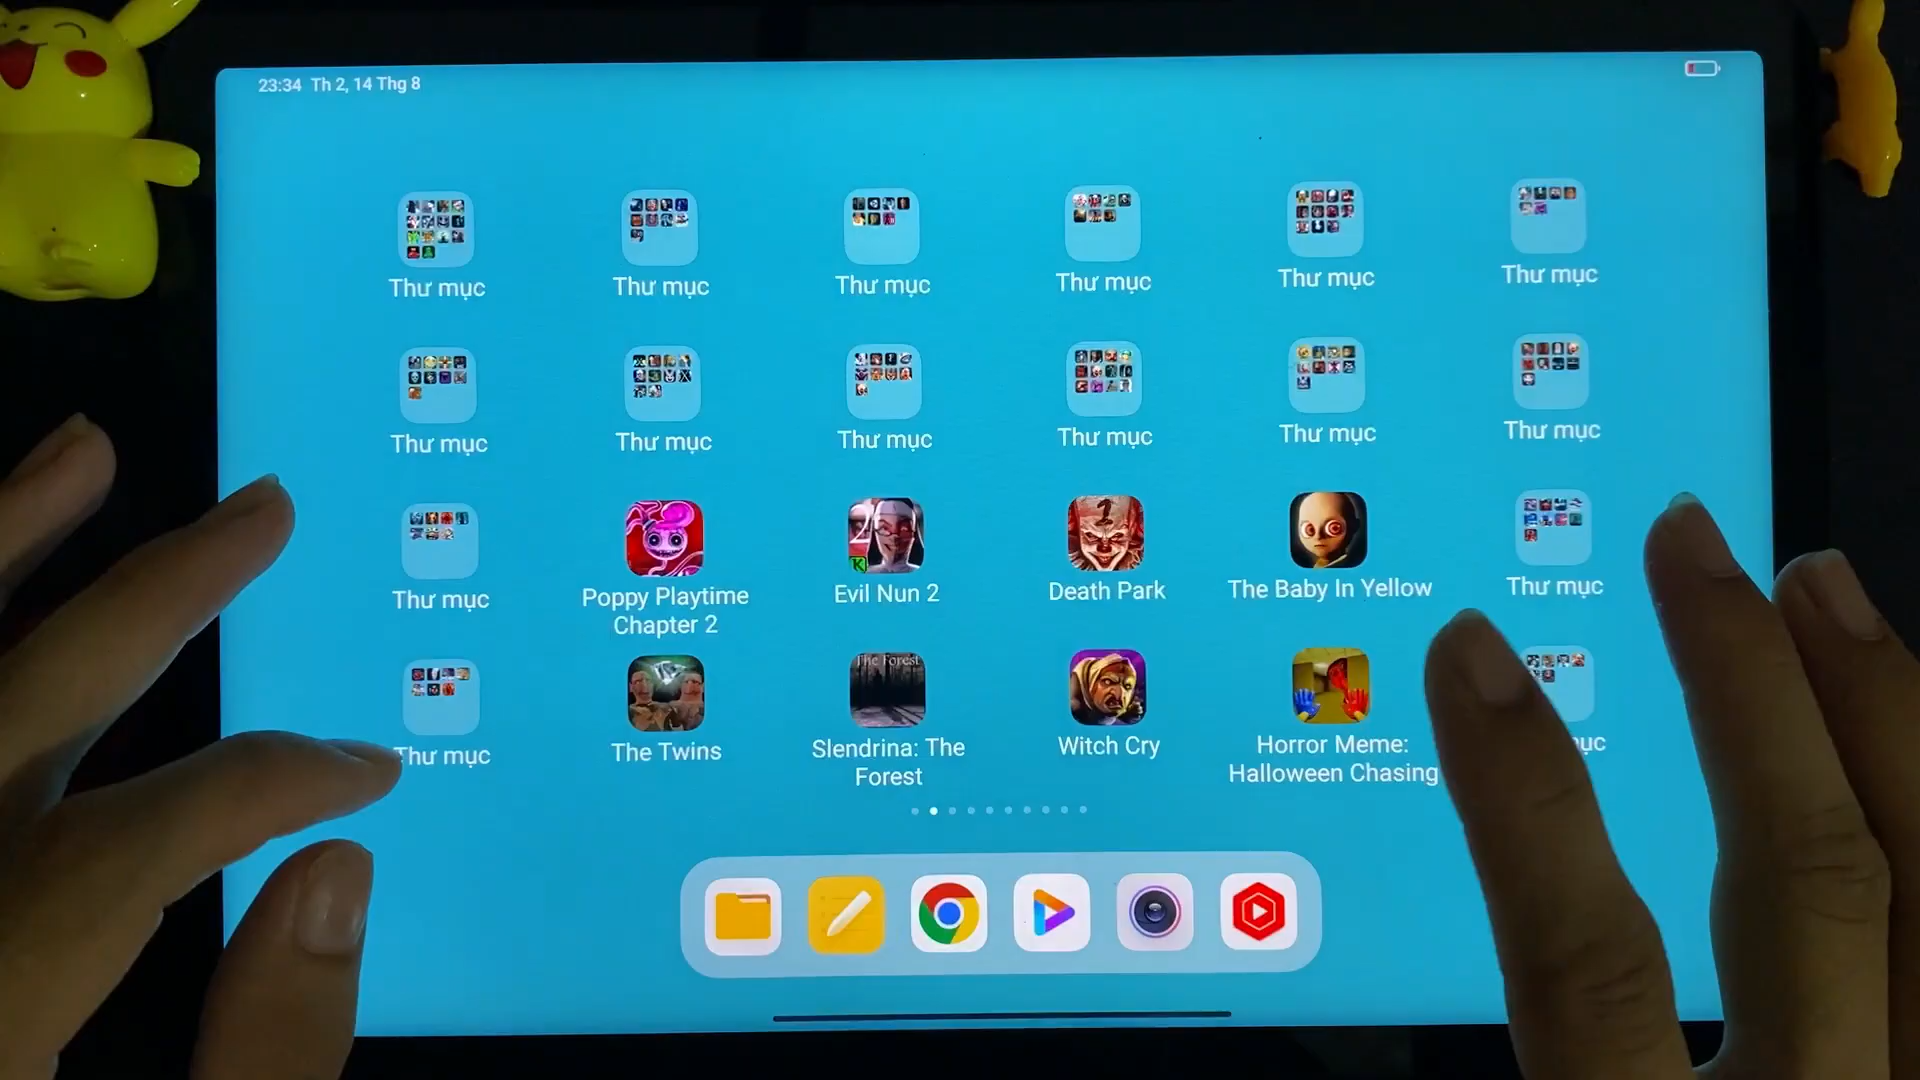 23:34 Th 2, 14 Thg 8
Thư mục
Thư mục
Thư mục
Thư mục
Thư mục
Thư mục
Thư mục
Thư mục
Thư mục
Thư mục
Thư mục
Thư mục
Thư mục
Poppy Playtime
Chapter 2
Evil Nun 2
Death Park
The Baby In Yellow
Thư mục
Thư mục
The Twins
The Forest
Slendrina: The
Forest
Witch Cry
Horror Meme:
Halloween Chasing
mục